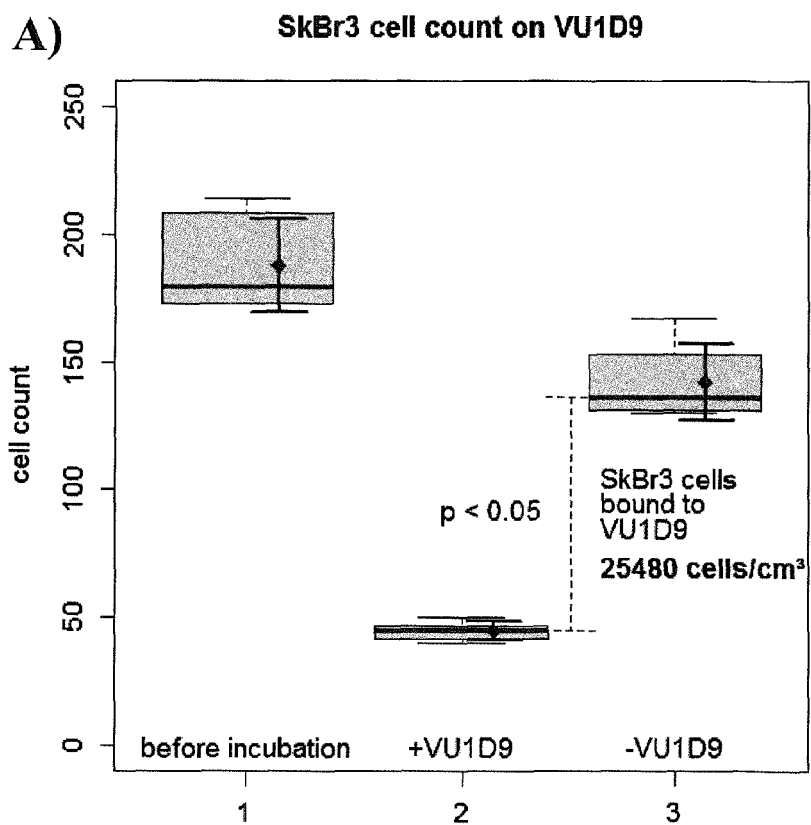 A)
SkBr3 cell count on VU1D9
250
200
150
100
50
0
cell count
p < 0.05
SkBr3 cells
bound to
VU1D9
25480 cells/cm³
before incubation +VU1D9 -VU1D9
1 2 3